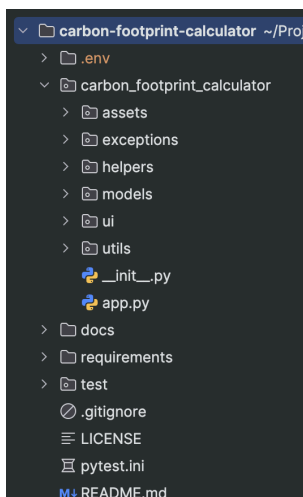 carbon-footprint-calculator ~/Proj
.env
carbon_footprint_calculator
assets
exceptions
helpers
models
ui
utils
__init__.py
app.py
docs
requirements
test
.gitignore
LICENSE
pytest.ini
M↓ README.md